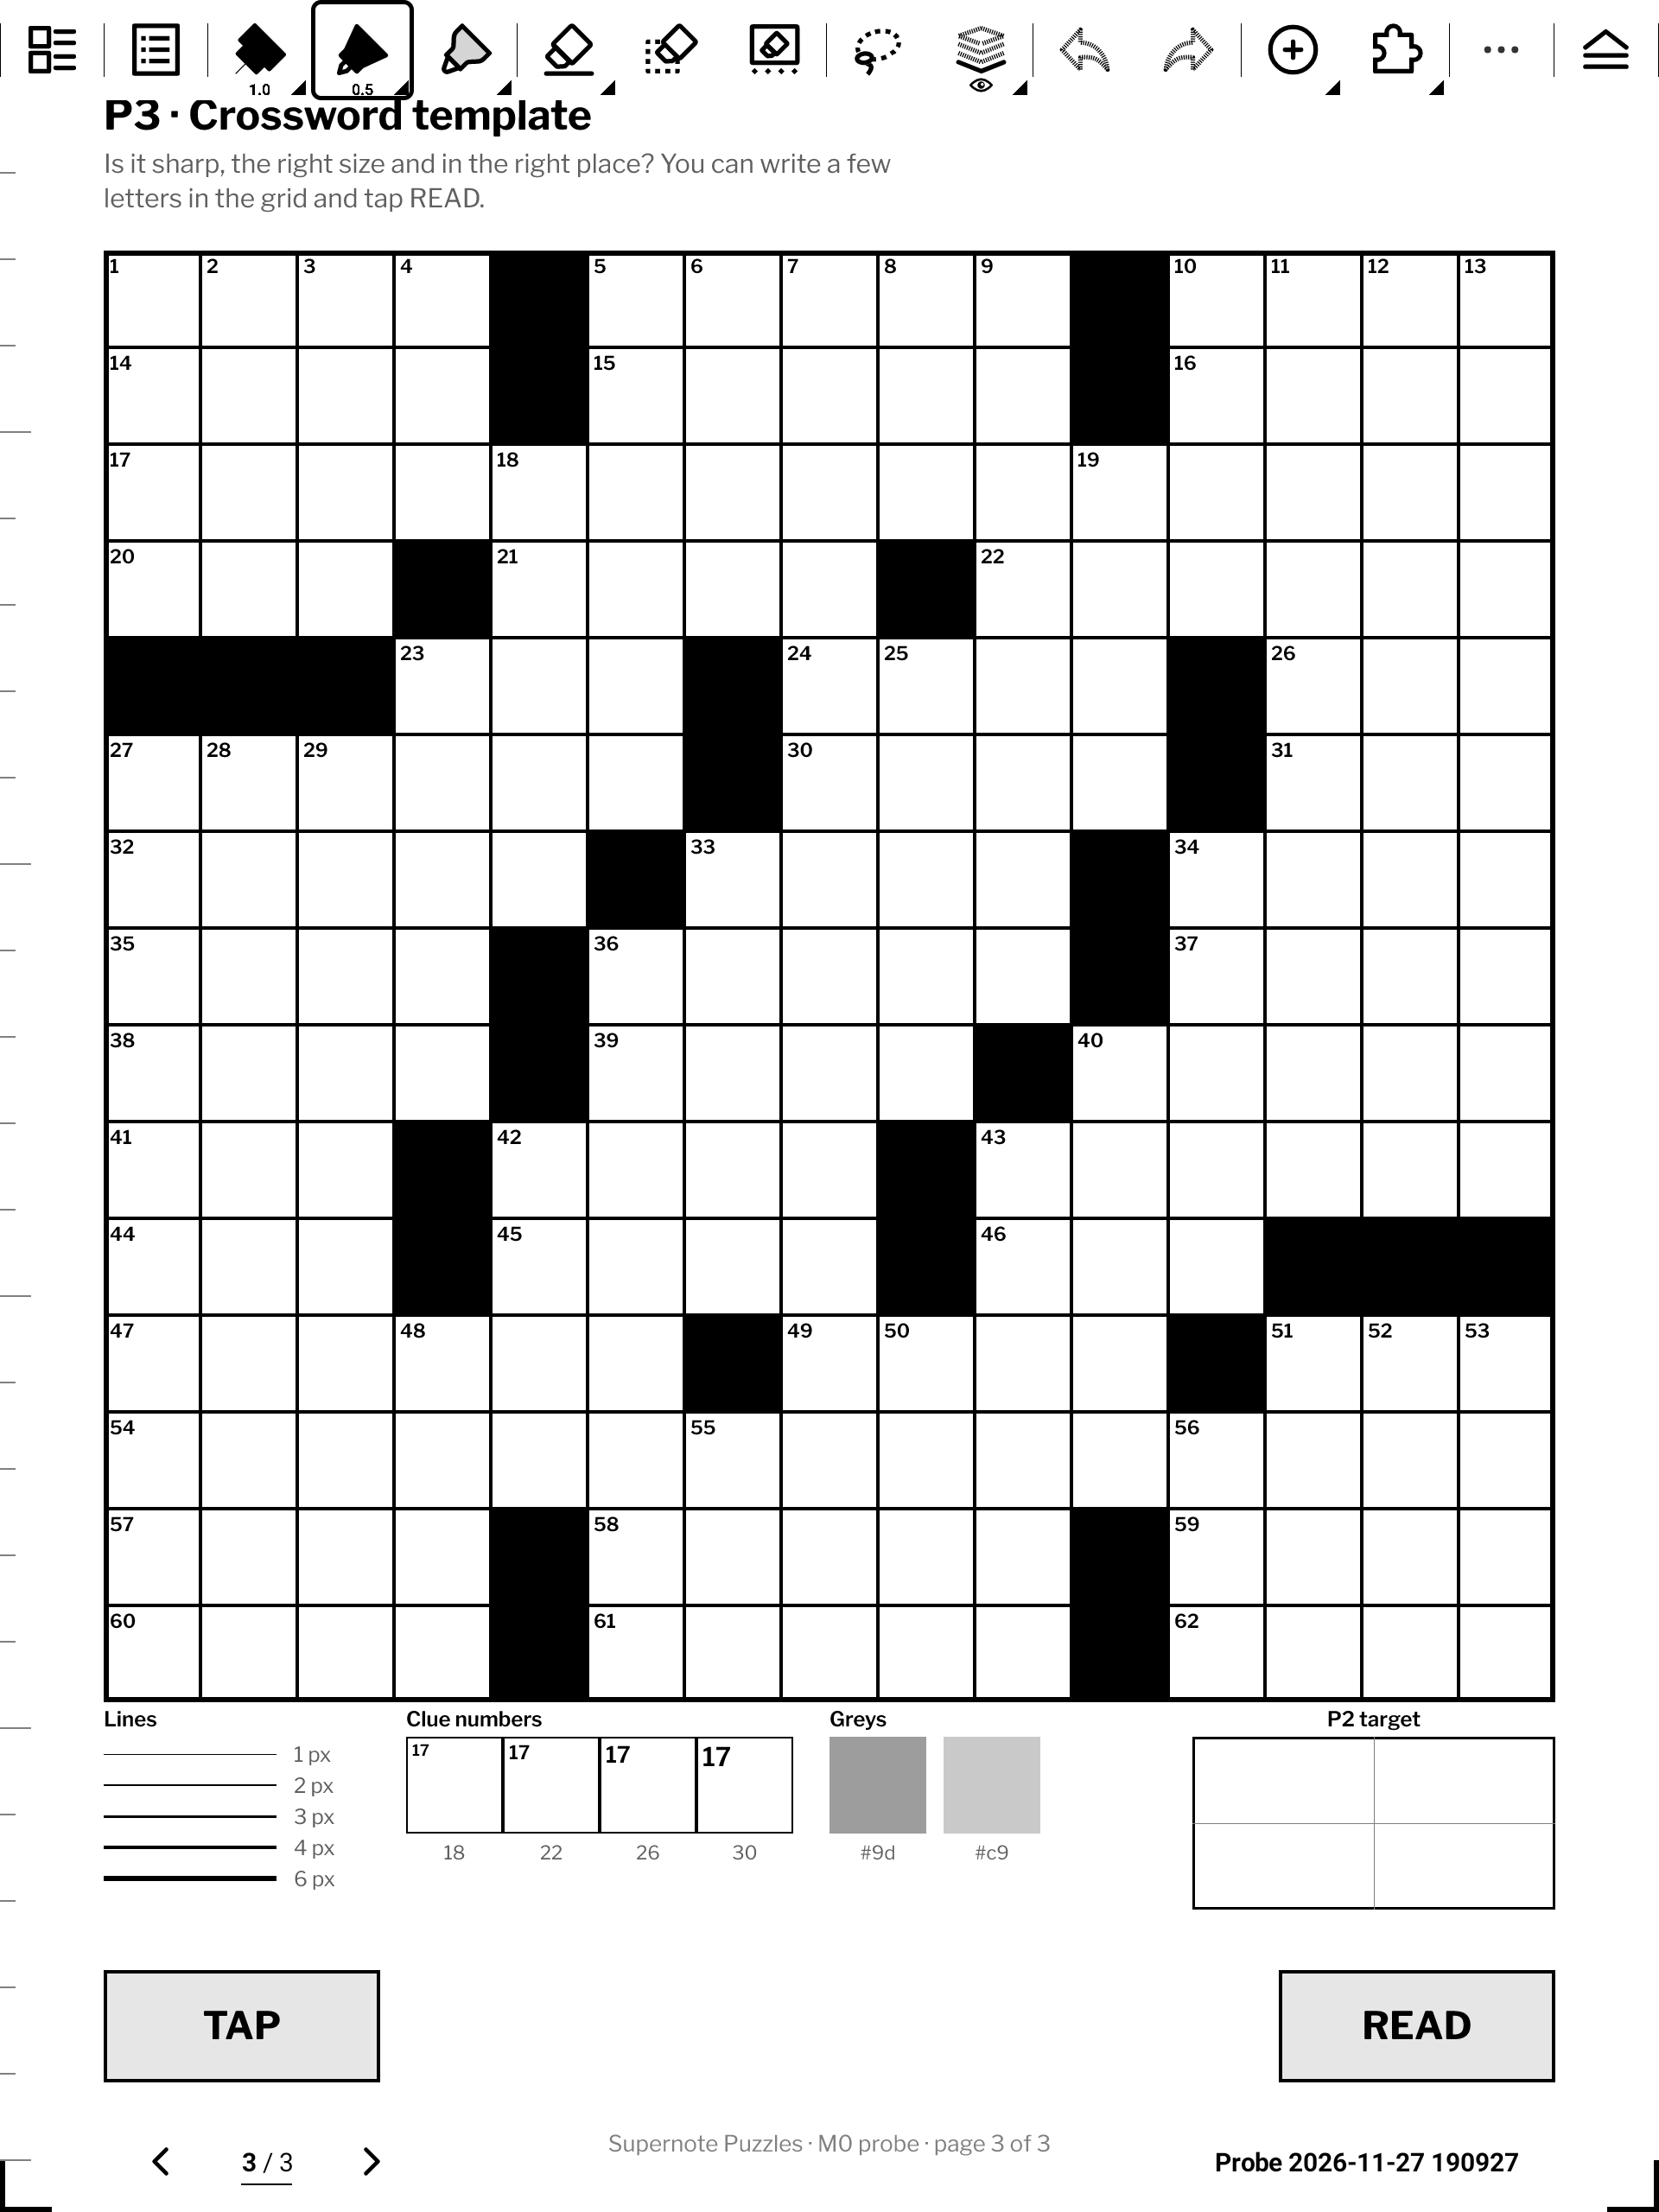 1.0 0.5
P3 · Crossword template
Is it sharp, the right size and in the right place? You can write a few
letters in the grid and tap READ.
1 2 3 4 5 6 7 8 9 10 11 12 13
14 15 16
17 18 19
20 21 22
23 24 25 26
27 28 29 30 31
32 33 34
35 36 37
38 39 40
41 42 43
44 45 46
47 48 49 50 51 52 53
54 55 56
57 58 59
60 61 62
Lines Clue numbers Greys P2 target
1 px 17 17 17 17
2 px
3 px
4 px 18 22 26 30 #9d #c9
6 px
TAP READ
Supernote Puzzles · M0 probe · page 3 of 3
3 / 3 Probe 2026-11-27 190927